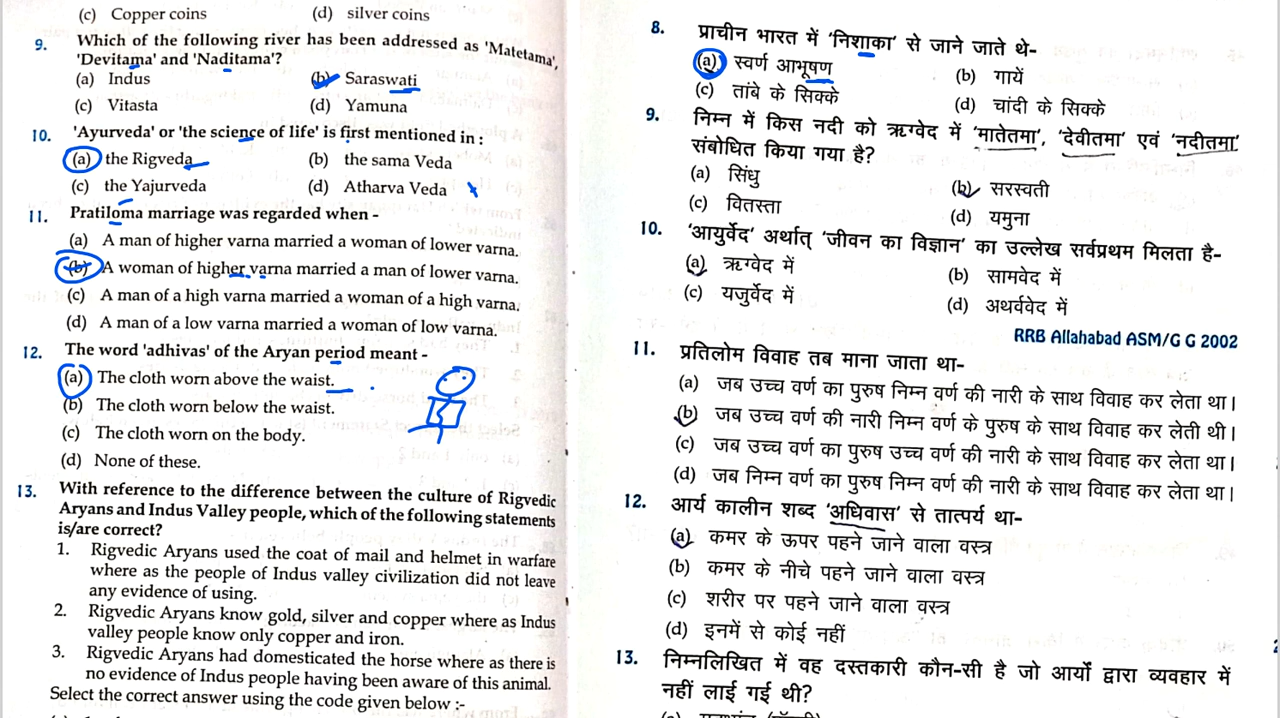 (c) Copper coins (d) silver coins
9. Which of the following river has been addressed as 'Matetama',
'Devitama' and 'Naditama'?
(a) Indus (b) Saraswati
(c) Vitasta (d) Yamuna
10. 'Ayurveda' or 'the science of life' is first mentioned in :
(a) the Rigveda (b) the sama Veda
(c) the Yajurveda (d) Atharva Veda
11. Pratiloma marriage was regarded when -
(a) A man of higher varna married a woman of lower varna.
(b) A woman of higher varna married a man of lower varna.
(c) A man of a high varna married a woman of a high varna.
(d) A man of a low varna married a woman of low varna.
12. The word 'adhivas' of the Aryan period meant -
(a) The cloth worn above the waist.
(b) The cloth worn below the waist.
(c) The cloth worn on the body.
(d) None of these.
13. With reference to the difference between the culture of Rigvedic
Aryans and Indus Valley people, which of the following statements
is/are correct?
1. Rigvedic Aryans used the coat of mail and helmet in warfare
where as the people of Indus valley civilization did not leave
any evidence of using.
2. Rigvedic Aryans know gold, silver and copper where as Indus
valley people know only copper and iron.
3. Rigvedic Aryans had domesticated the horse where as there is
no evidence of Indus people having been aware of this animal.
Select the correct answer using the code given below :-
8. प्राचीन भारत में 'निशाका' से जाने जाते थे-
(a) स्वर्ण आभूषण (b) गायें
(c) तांबे के सिक्के (d) चांदी के सिक्के
9. निम्न में किस नदी को ऋग्वेद में 'मातेतमा', 'देवीतमा' एवं 'नदीतमा'
संबोधित किया गया है?
(a) सिंधु (b) सरस्वती
(c) वितस्ता (d) यमुना
10. 'आयुर्वेद' अर्थात् 'जीवन का विज्ञान' का उल्लेख सर्वप्रथम मिलता है-
(a) ऋग्वेद में (b) सामवेद में
(c) यजुर्वेद में (d) अथर्ववेद में
RRB Allahabad ASM/G G 2002
11. प्रतिलोम विवाह तब माना जाता था-
(a) जब उच्च वर्ण का पुरुष निम्न वर्ण की नारी के साथ विवाह कर लेता था।
(b) जब उच्च वर्ण की नारी निम्न वर्ण के पुरुष के साथ विवाह कर लेती थी।
(c) जब उच्च वर्ण का पुरुष उच्च वर्ण की नारी के साथ विवाह कर लेता था।
(d) जब निम्न वर्ण का पुरुष निम्न वर्ण की नारी के साथ विवाह कर लेता था।
12. आर्य कालीन शब्द 'अधिवास' से तात्पर्य था-
(a) कमर के ऊपर पहने जाने वाला वस्त्र
(b) कमर के नीचे पहने जाने वाला वस्त्र
(c) शरीर पर पहने जाने वाला वस्त्र
(d) इनमें से कोई नहीं
13. निम्नलिखित में वह दस्तकारी कौन-सी है जो आर्यों द्वारा व्यवहार में
नहीं लाई गई थी?